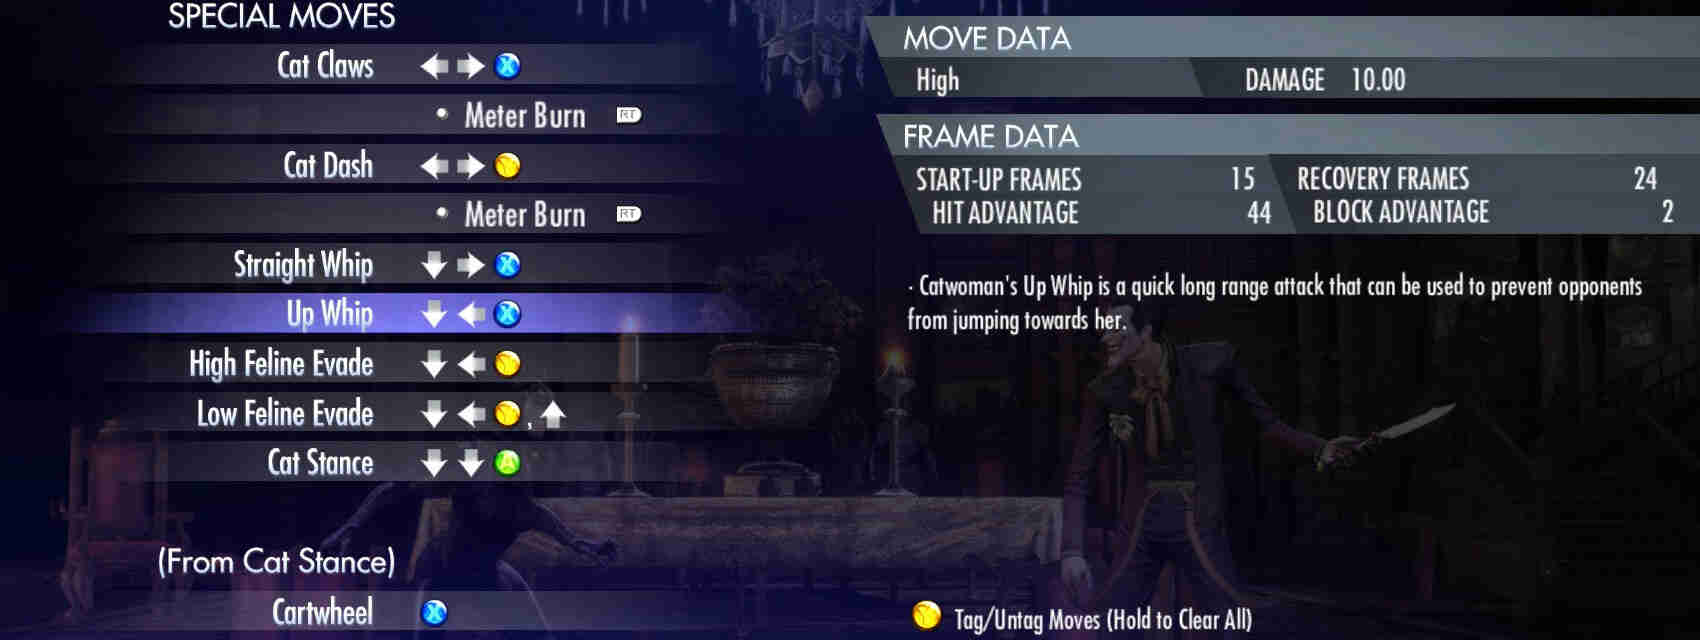 SPECIAL MOVES
Cat Claws X
• Meter Burn RT
Cat Dash Y
• Meter Burn RT
Straight Whip X
Up Whip X
High Feline Evade Y
Low Feline Evade Y ,
Cat Stance A
(From Cat Stance)
Cartwheel X
MOVE DATA
High DAMAGE 10.00
FRAME DATA
START-UP FRAMES 15 RECOVERY FRAMES 24
HIT ADVANTAGE 44 BLOCK ADVANTAGE 2
· Catwoman's Up Whip is a quick long range attack that can be used to prevent opponents
from jumping towards her.
Y Tag/Untag Moves (Hold to Clear All)